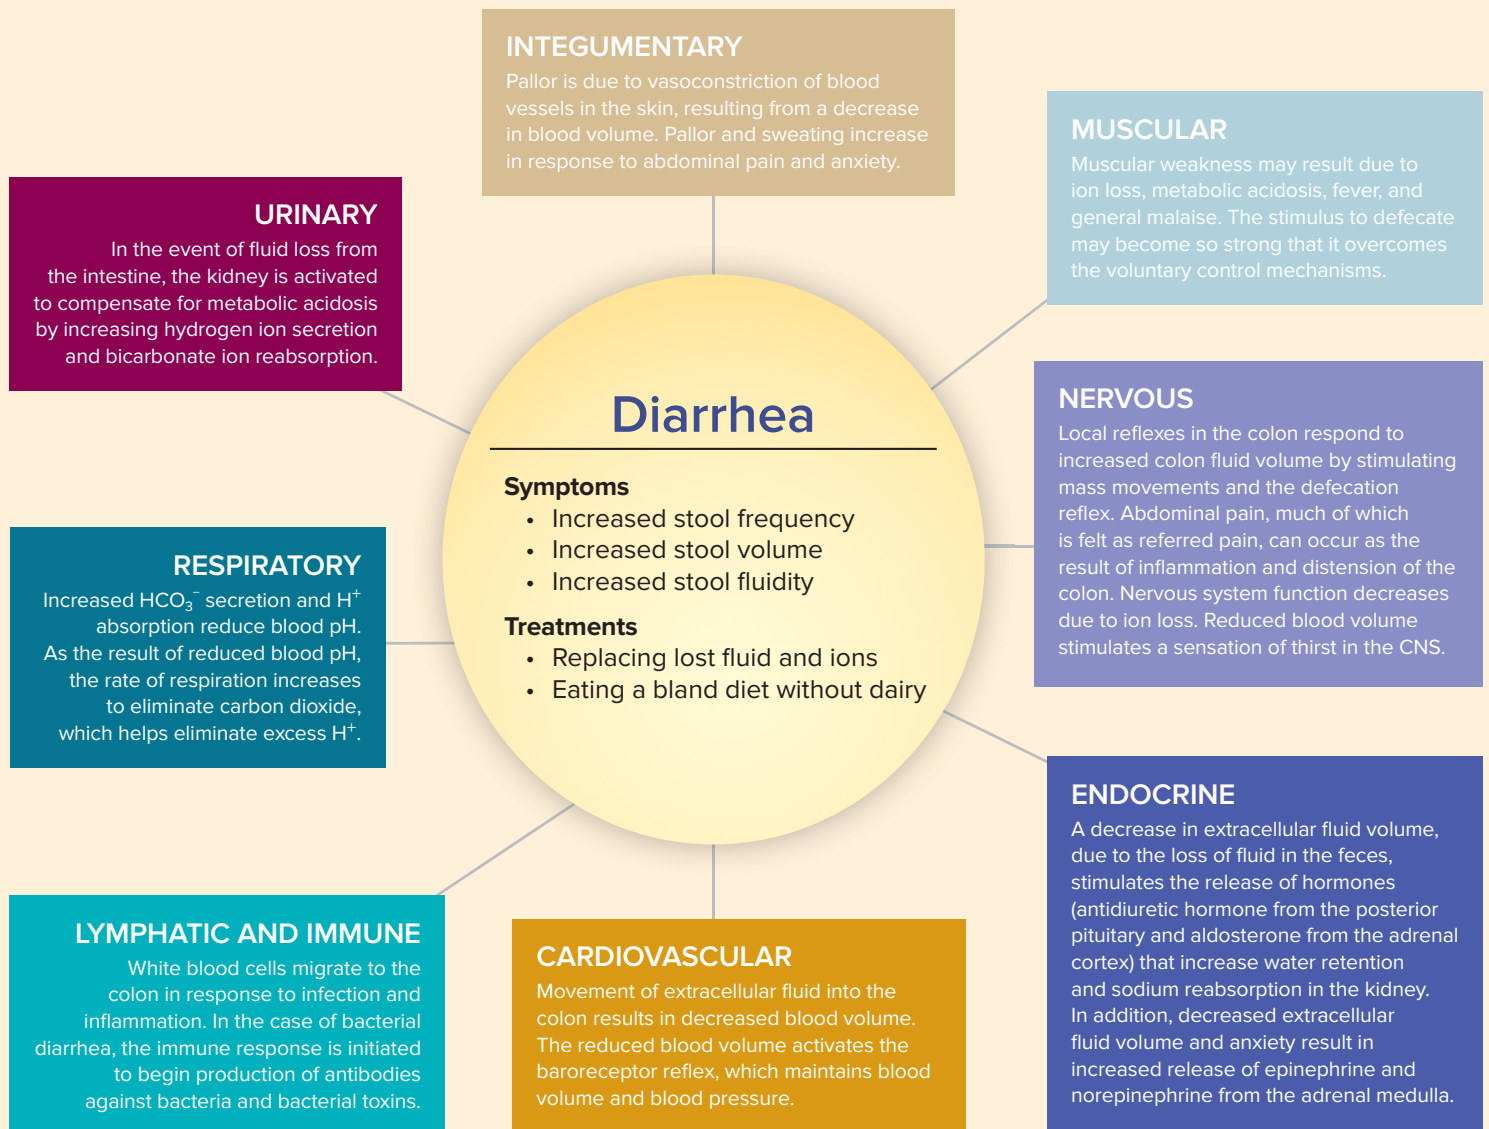 INTEGUMENTARY
Pallor is due to vasoconstriction of blood
vessels in the skin, resulting from a decrease
in blood volume. Pallor and sweating increase
in response to abdominal pain and anxiety.
MUSCULAR
Muscular weakness may result due to
ion loss, metabolic acidosis, fever, and
general malaise. The stimulus to defecate
may become so strong that it overcomes
the voluntary control mechanisms.
URINARY
In the event of fluid loss from
the intestine, the kidney is activated
to compensate for metabolic acidosis
by increasing hydrogen ion secretion
and bicarbonate ion reabsorption.
Diarrhea
Symptoms
• Increased stool frequency
• Increased stool volume
• Increased stool fluidity
Treatments
• Replacing lost fluid and ions
• Eating a bland diet without dairy
NERVOUS
Local reflexes in the colon respond to
increased colon fluid volume by stimulating
mass movements and the defecation
reflex. Abdominal pain, much of which
is felt as referred pain, can occur as the
result of inflammation and distension of the
colon. Nervous system function decreases
due to ion loss. Reduced blood volume
stimulates a sensation of thirst in the CNS.
RESPIRATORY
Increased HCO₃⁻ secretion and H⁺
absorption reduce blood pH.
As the result of reduced blood pH,
the rate of respiration increases
to eliminate carbon dioxide,
which helps eliminate excess H⁺.
ENDOCRINE
A decrease in extracellular fluid volume,
due to the loss of fluid in the feces,
stimulates the release of hormones
(antidiuretic hormone from the posterior
pituitary and aldosterone from the adrenal
cortex) that increase water retention
and sodium reabsorption in the kidney.
In addition, decreased extracellular
fluid volume and anxiety result in
increased release of epinephrine and
norepinephrine from the adrenal medulla.
LYMPHATIC AND IMMUNE
White blood cells migrate to the
colon in response to infection and
inflammation. In the case of bacterial
diarrhea, the immune response is initiated
to begin production of antibodies
against bacteria and bacterial toxins.
CARDIOVASCULAR
Movement of extracellular fluid into the
colon results in decreased blood volume.
The reduced blood volume activates the
baroreceptor reflex, which maintains blood
volume and blood pressure.